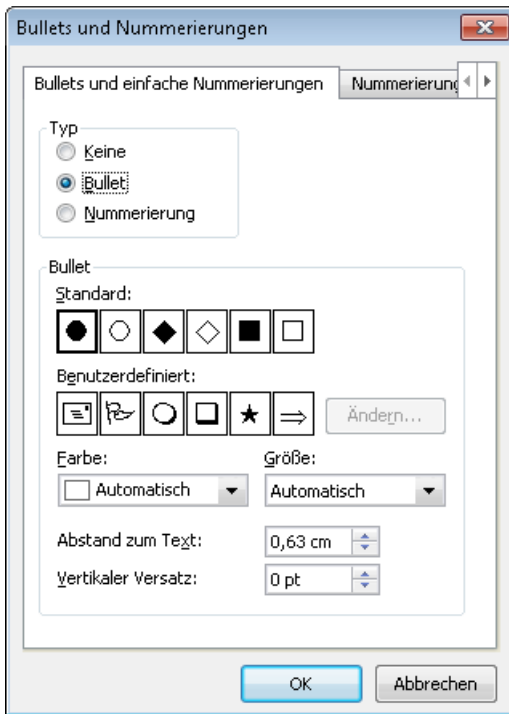 Bullets und Nummerierungen
Bullets und einfache Nummerierungen Nummerierung
Typ
Keine
Bullet
Nummerierung
Bullet
Standard:
Benutzerdefiniert:
Ändern...
Farbe: Größe:
Automatisch Automatisch
Abstand zum Text: 0,63 cm
Vertikaler Versatz: 0 pt
OK Abbrechen